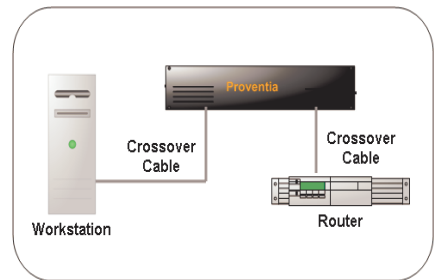 Proventia
Crossover
Cable
Crossover
Cable
Workstation
Router